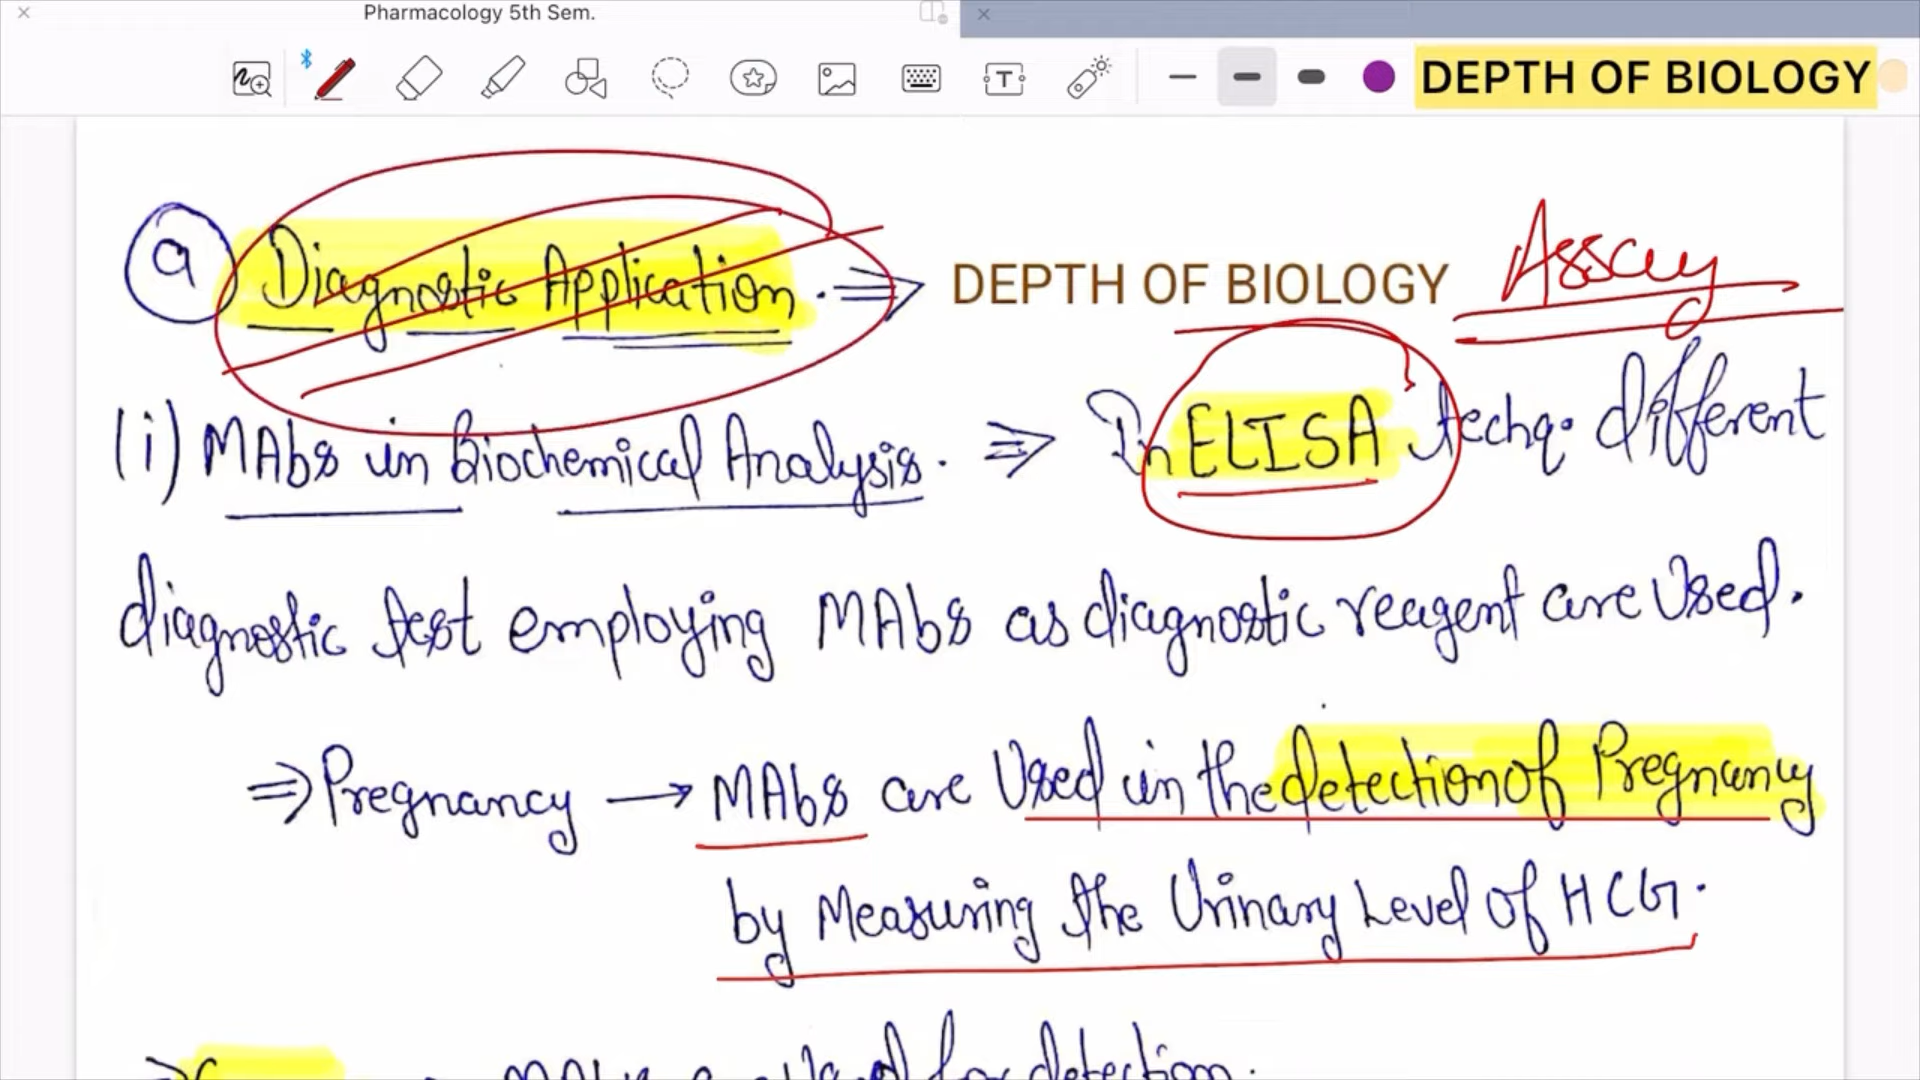 Pharmacology 5th Sem.
DEPTH OF BIOLOGY
a Diagnostic Application. ⇒ DEPTH OF BIOLOGY Assay
(i) MAbs in Biochemical Analysis. ⇒ In ELISA techq. different
diagnostic test employing MAbs as diagnostic reagent are Used.
⇒ Pregnancy → MAbs are Used in the detection of Pregnancy
by Measuring the Urinary Level of HCG.
for detection.